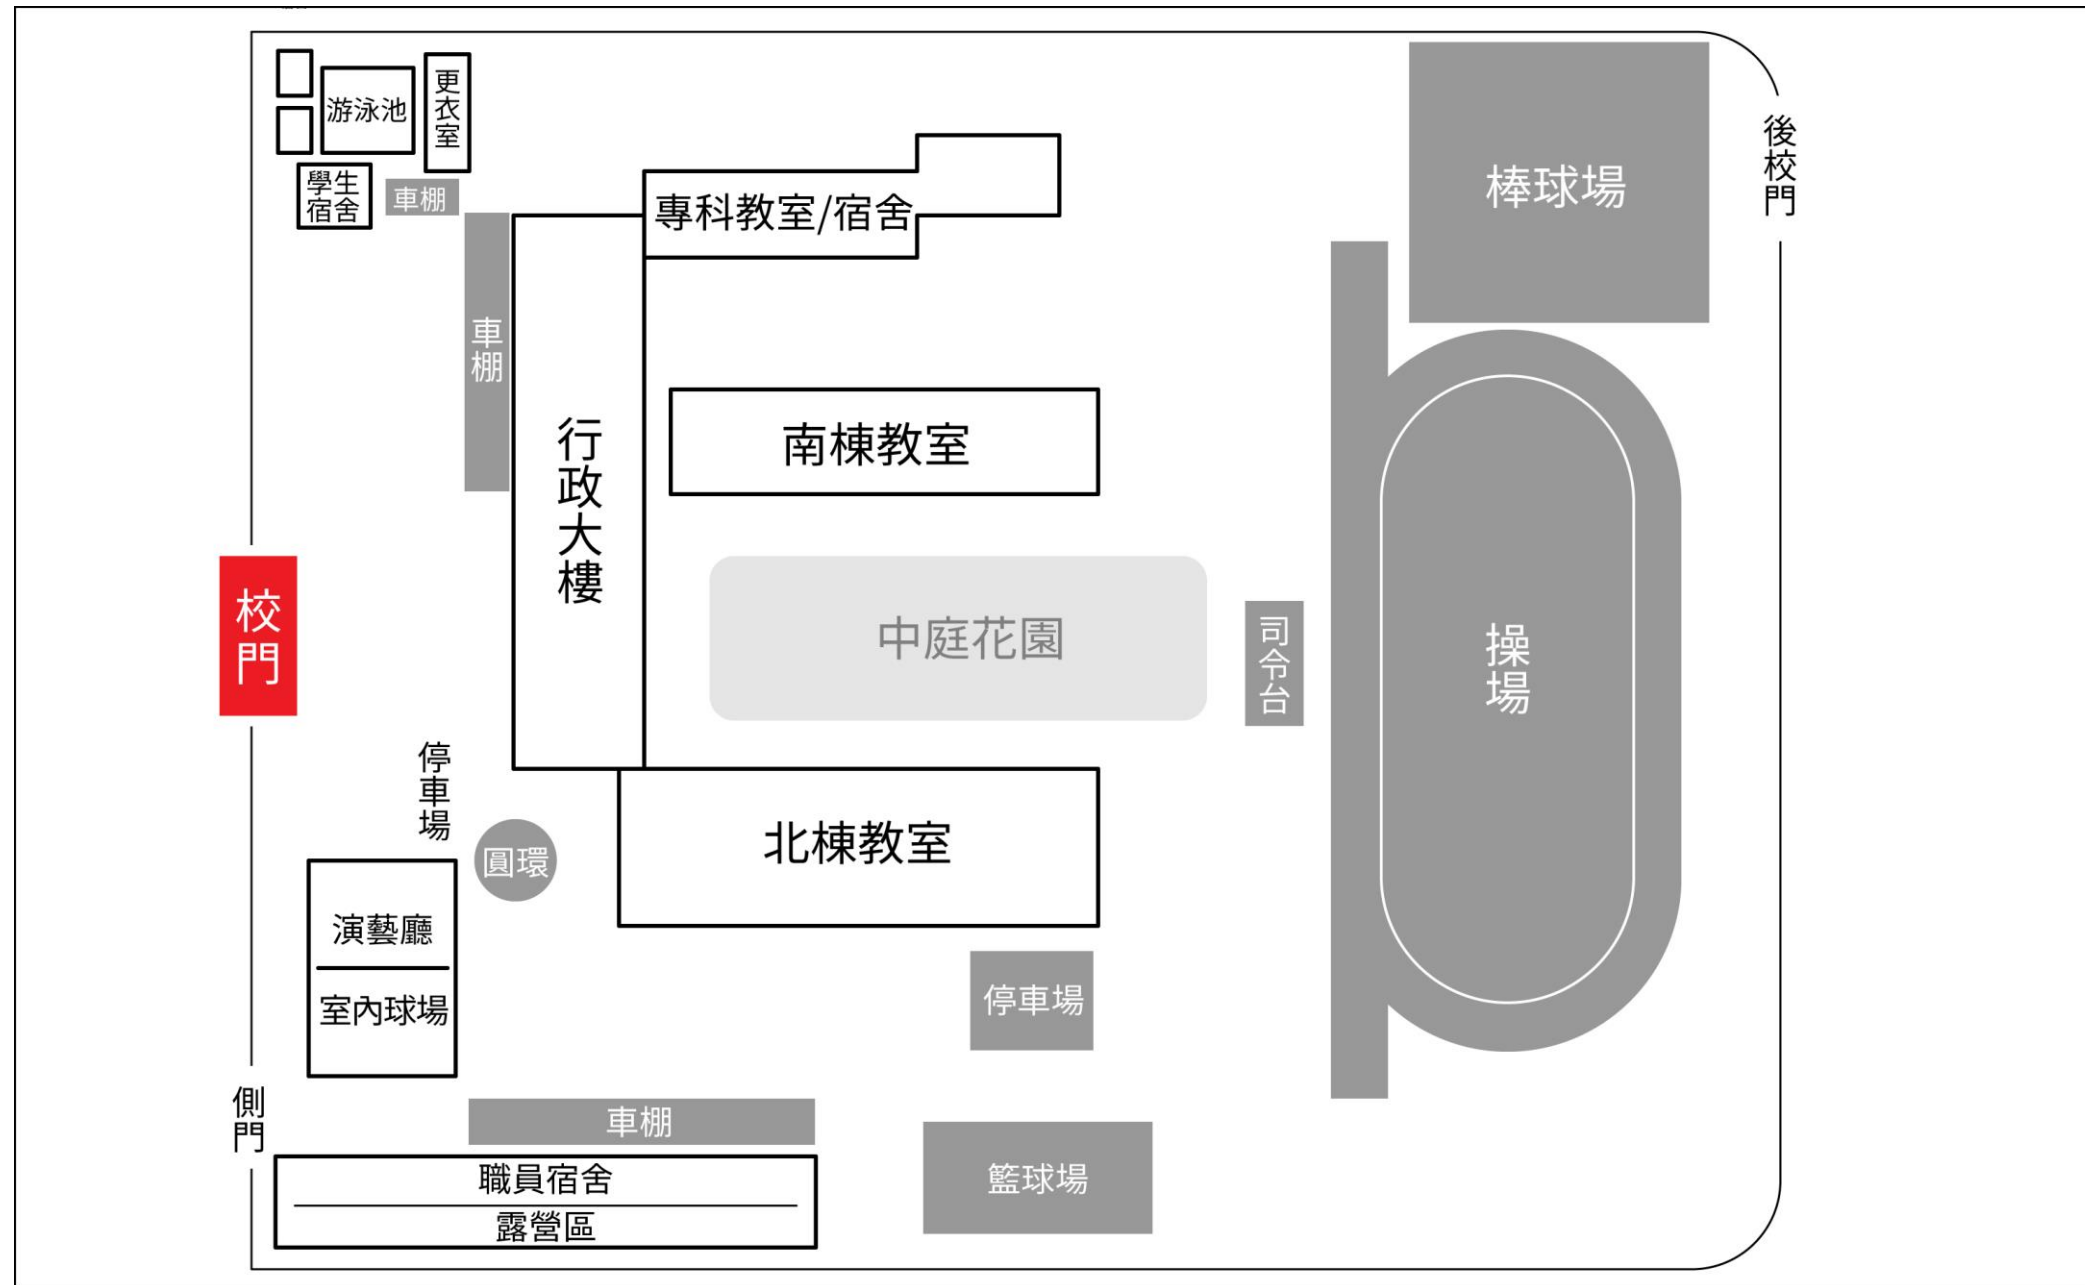 游泳池
更衣室
學生
宿舍
車棚
專科教室/宿舍
棒球場
後校門
車棚
行政大樓
南棟教室
校門
中庭花園
司令台
操場
停車場
圓環
北棟教室
演藝廳
室內球場
停車場
側門
車棚
職員宿舍
露營區
籃球場